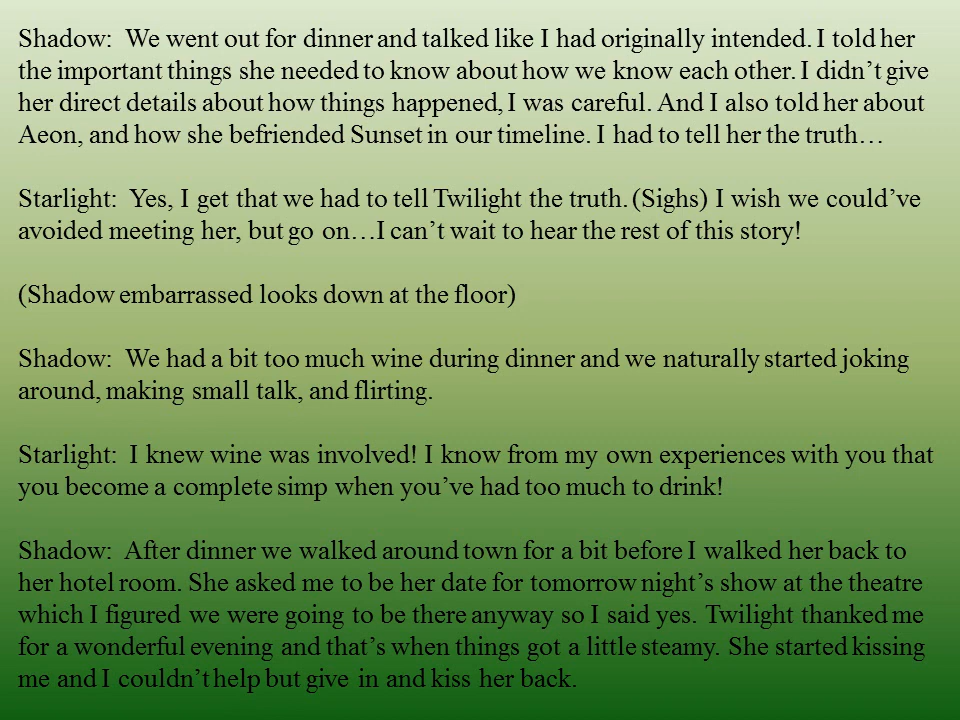 Shadow:  We went out for dinner and talked like I had originally intended. I told her
the important things she needed to know about how we know each other. I didn’t give
her direct details about how things happened, I was careful. And I also told her about
Aeon, and how she befriended Sunset in our timeline. I had to tell her the truth…
Starlight:  Yes, I get that we had to tell Twilight the truth. (Sighs) I wish we could’ve
avoided meeting her, but go on…I can’t wait to hear the rest of this story!
(Shadow embarrassed looks down at the floor)
Shadow:  We had a bit too much wine during dinner and we naturally started joking
around, making small talk, and flirting.
Starlight:  I knew wine was involved! I know from my own experiences with you that
you become a complete simp when you’ve had too much to drink!
Shadow:  After dinner we walked around town for a bit before I walked her back to
her hotel room. She asked me to be her date for tomorrow night’s show at the theatre
which I figured we were going to be there anyway so I said yes. Twilight thanked me
for a wonderful evening and that’s when things got a little steamy. She started kissing
me and I couldn’t help but give in and kiss her back.